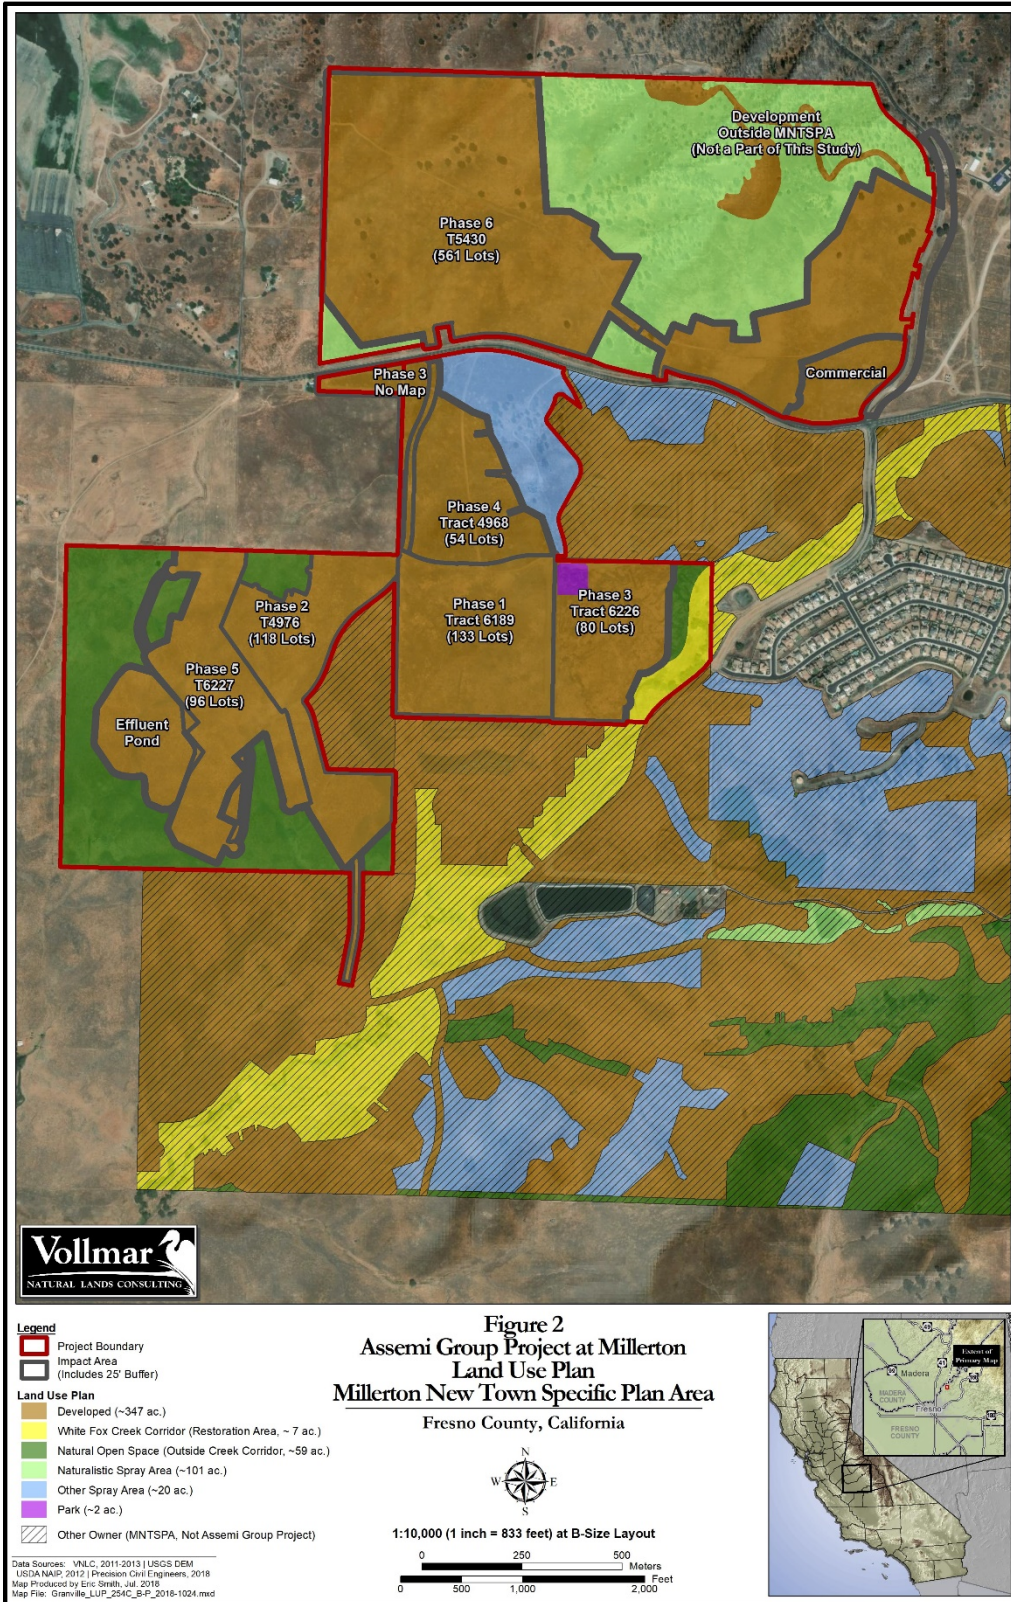 Development
Outside MNTSPA
(Not a Part of This Study)
Phase 6
T5430
(561 Lots)
Commercial
Phase 3
No Map
Phase 4
Tract 4968
(54 Lots)
Phase 2
T4976
(118 Lots)
Phase 1
Tract 6189
(133 Lots)
Phase 3
Tract 6226
(80 Lots)
Phase 5
T6227
(96 Lots)
Effluent
Pond
Vollmar
NATURAL LANDS CONSULTING
Legend
Project Boundary
Impact Area
(Includes 25' Buffer)
Land Use Plan
Developed (~347 ac.)
White Fox Creek Corridor (Restoration Area, ~ 7 ac.)
Natural Open Space (Outside Creek Corridor, ~59 ac.)
Naturalistic Spray Area (~101 ac.)
Other Spray Area (~20 ac.)
Park (~2 ac.)
Other Owner (MNTSPA, Not Assemi Group Project)
Data Sources: VNLC, 2011-2013 | USGS DEM
USDA NAIP, 2012 | Precision Civil Engineers, 2018
Map Produced by Eric Smith, Jul. 2018
Map File: Granville_LUP_254C_B-P_2018-1024.mxd
Figure 2
Assemi Group Project at Millerton
Land Use Plan
Millerton New Town Specific Plan Area
Fresno County, California
N
W E
S
1:10,000 (1 inch = 833 feet) at B-Size Layout
0 250 500
Meters
Feet
0 500 1,000 2,000
Extent of
Primary Map
41
Madera
MADERA
COUNTY
Fresno
FRESNO
COUNTY